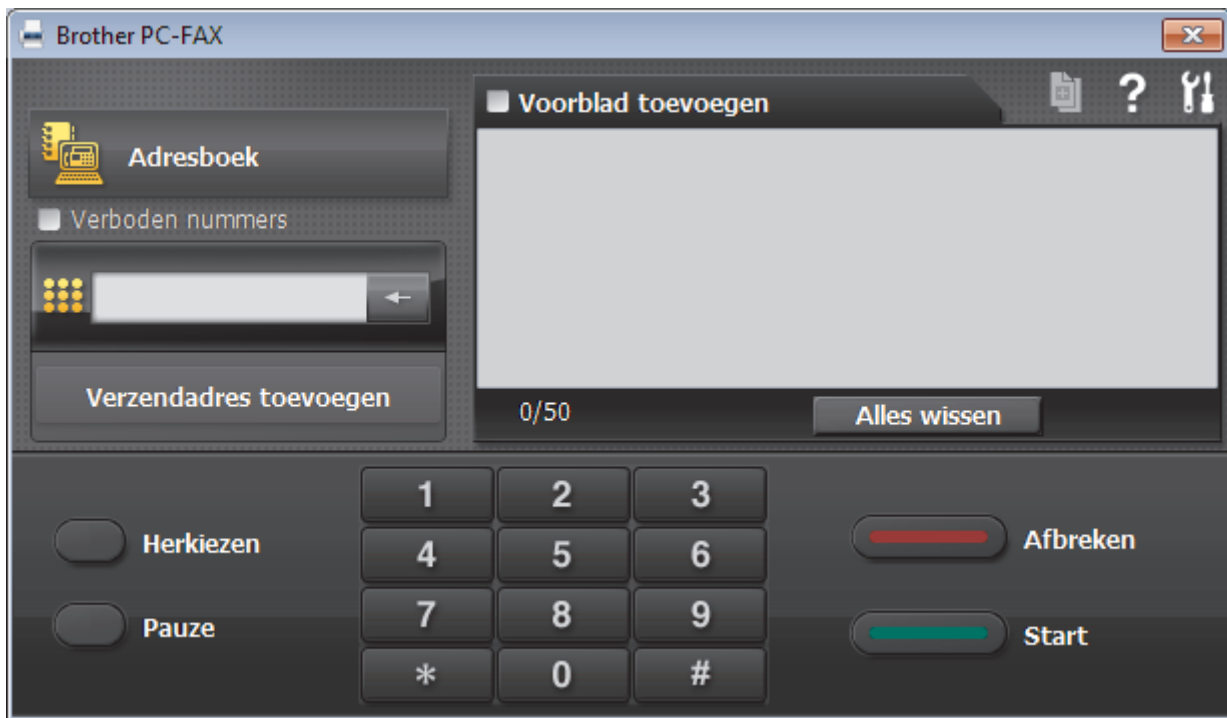 Brother PC-FAX
Voorblad toevoegen
?
Adresboek
Verboden nummers
Verzendadres toevoegen
0/50
Alles wissen
Herkiezen
Pauze
1 2 3
4 5 6
7 8 9
* 0 #
Afbreken
Start